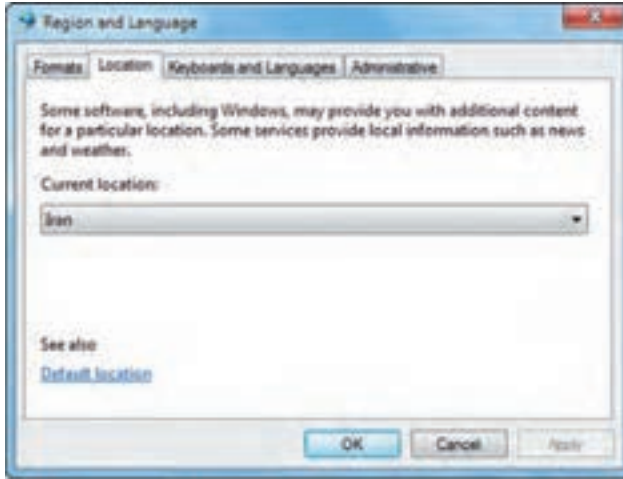 Region and Language
Formats Location Keyboards and Languages Administrative
Some software, including Windows, may provide you with additional content
for a particular location. Some services provide local information such as news
and weather.
Current location:
Iran
See also
Default location
OK Cancel Apply